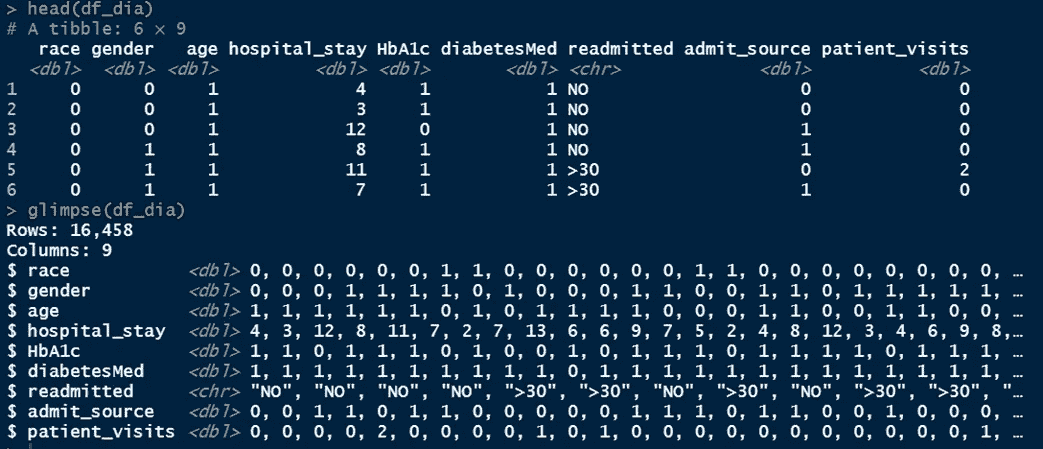 > head(df_dia)
# A tibble: 6 × 9
race gender age hospital_stay HbA1c diabetesMed readmitted admit_source patient_visits
<dbl> <dbl> <dbl> <dbl> <dbl> <dbl> <chr> <dbl> <dbl>
1 0 0 1 4 1 1 NO 0 0
2 0 0 1 3 1 1 NO 0 0
3 0 0 1 12 0 1 NO 1 0
4 0 1 1 8 1 1 NO 1 0
5 0 1 1 11 1 1 >30 0 2
6 0 1 1 7 1 1 >30 1 0
> glimpse(df_dia)
Rows: 16,458
Columns: 9
$ race <dbl> 0, 0, 0, 0, 0, 0, 1, 1, 0, 0, 0, 0, 0, 0, 1, 1, 0, 0, 0, 0, 0, 0, 0, …
$ gender <dbl> 0, 0, 0, 1, 1, 1, 1, 0, 1, 0, 0, 0, 1, 1, 0, 0, 1, 1, 0, 1, 1, 1, 1, …
$ age <dbl> 1, 1, 1, 1, 1, 1, 0, 1, 0, 1, 1, 1, 1, 0, 0, 0, 1, 1, 0, 0, 1, 1, 0, 0, …
$ hospital_stay <dbl> 4, 3, 12, 8, 11, 7, 2, 7, 13, 6, 6, 9, 7, 5, 2, 4, 8, 12, 3, 4, 6, 9, 8,…
$ HbA1c <dbl> 1, 1, 0, 1, 1, 1, 0, 1, 0, 0, 1, 0, 1, 1, 1, 0, 1, 1, 1, 1, 0, 1, 1, 1, …
$ diabetesMed <dbl> 1, 1, 1, 1, 1, 1, 1, 1, 1, 0, 1, 1, 1, 1, 1, 1, 1, 1, 1, 1, 1, 1, 1, 1, …
$ readmitted <chr> "NO", "NO", "NO", "NO", ">30", ">30", "NO", ">30", "NO", ">30", ">30", "…
$ admit_source <dbl> 0, 0, 1, 1, 0, 1, 1, 0, 0, 0, 0, 0, 1, 1, 1, 0, 1, 1, 0, 0, 1, 0, 0, 0, …
$ patient_visits <dbl> 0, 0, 0, 0, 2, 0, 0, 0, 0, 1, 0, 1, 0, 0, 0, 0, 0, 0, 0, 0, 0, 0, 1, …